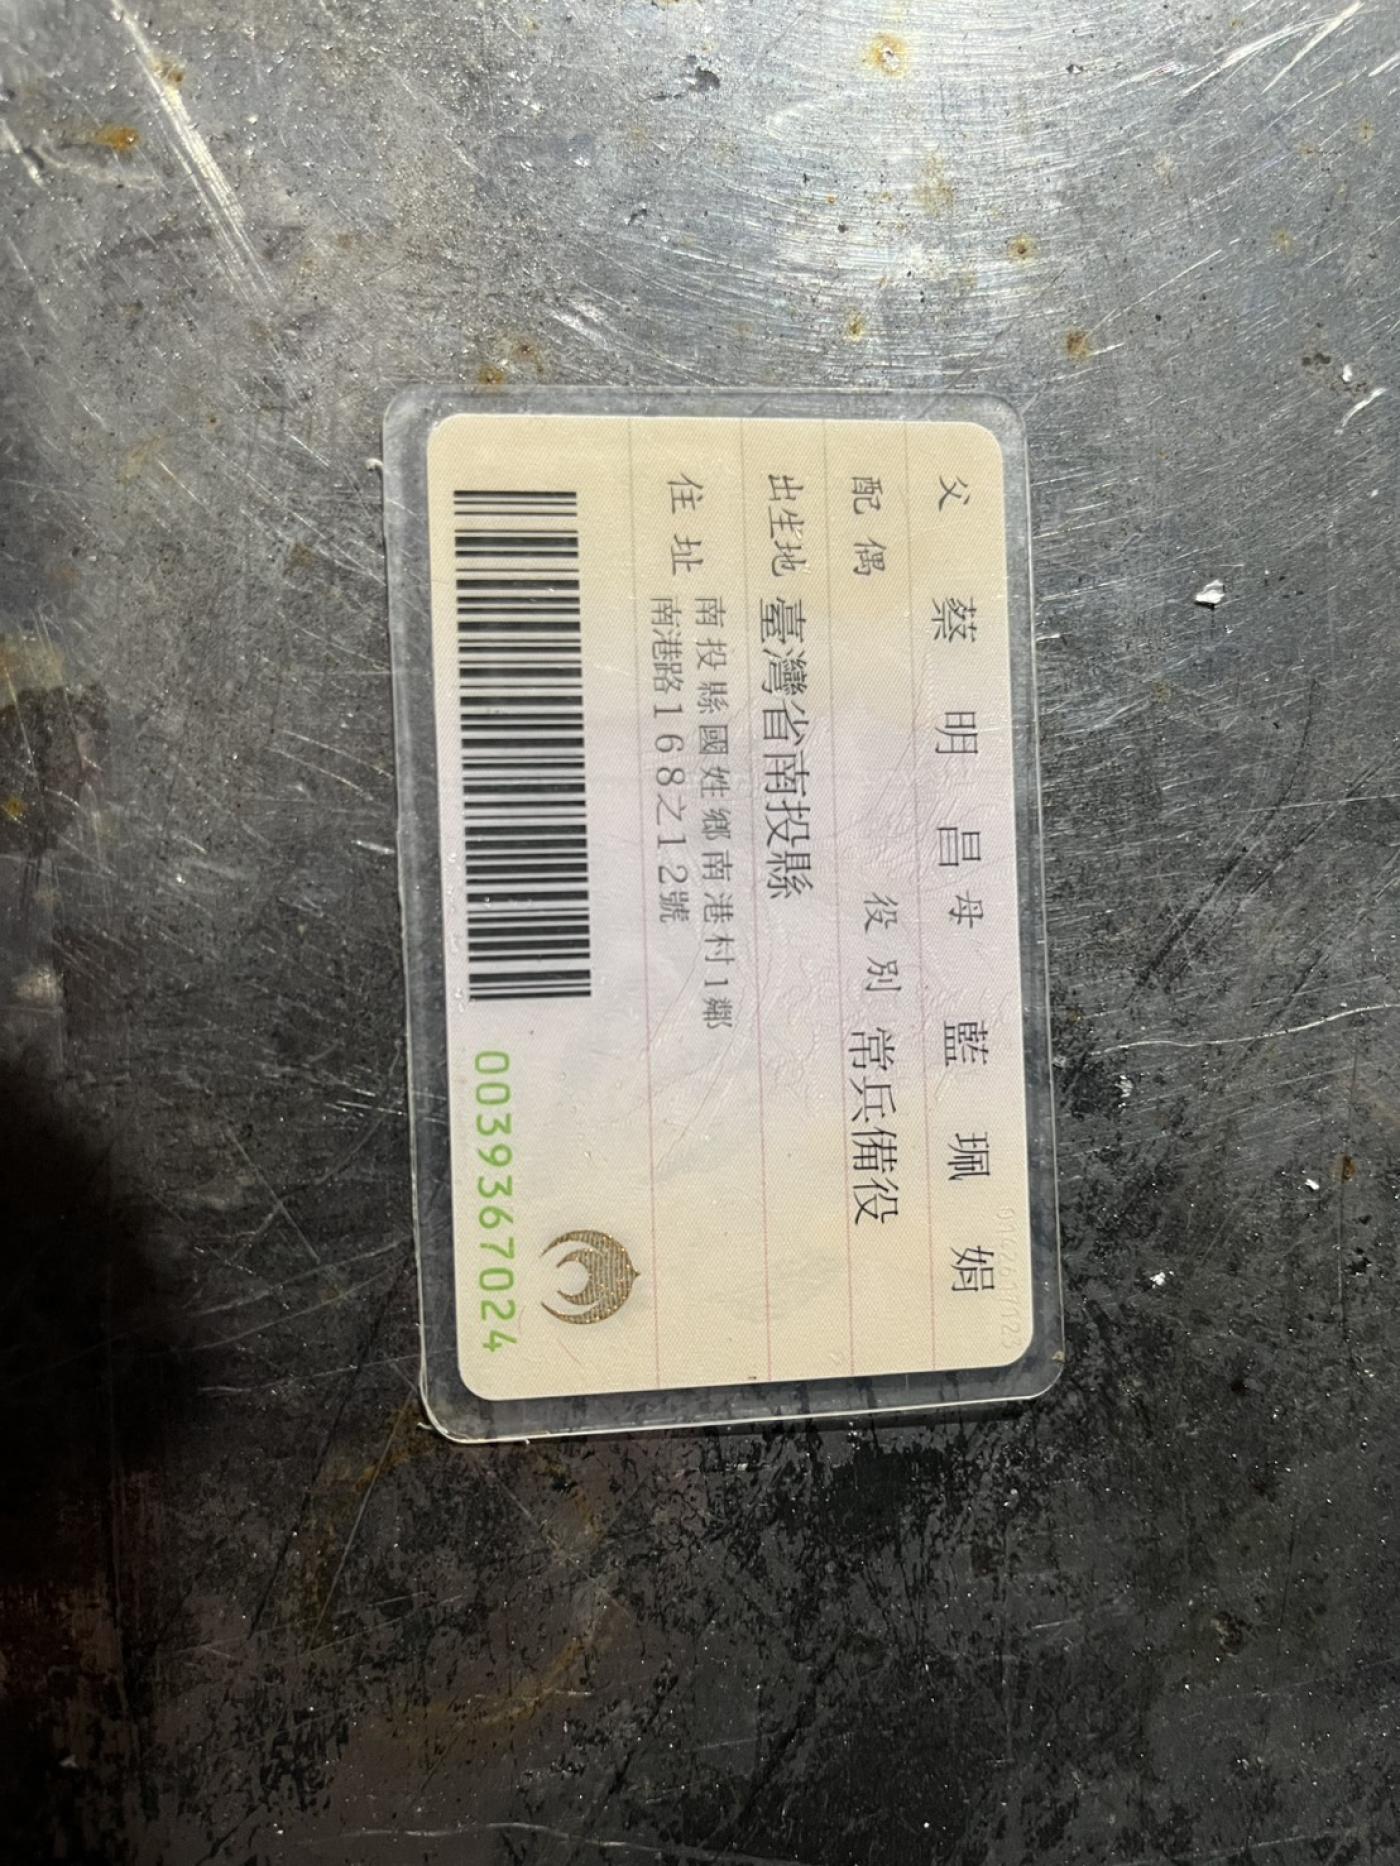 父 蔡明昌 母 藍珮娟
配偶 役別 常兵備役
出生地 臺灣省南投縣
住址 南投縣國姓鄉南港村1鄰
南港路168之12號
0039367024